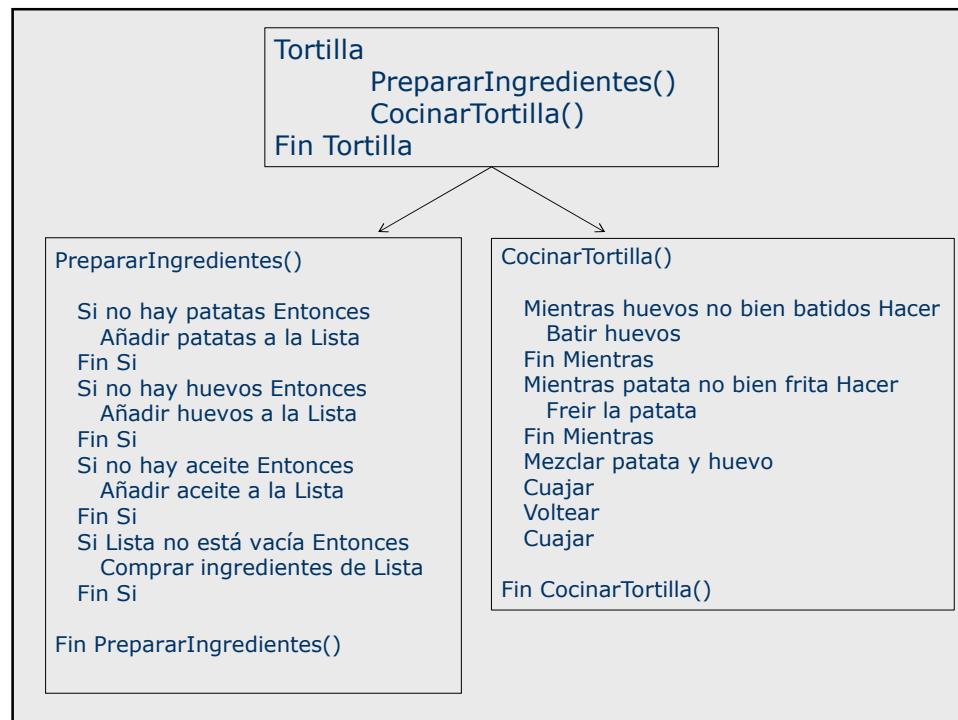 Tortilla
PrepararIngredientes()
CocinarTortilla()
Fin Tortilla
PrepararIngredientes()
Si no hay patatas Entonces
Añadir patatas a la Lista
Fin Si
Si no hay huevos Entonces
Añadir huevos a la Lista
Fin Si
Si no hay aceite Entonces
Añadir aceite a la Lista
Fin Si
Si Lista no está vacía Entonces
Comprar ingredientes de Lista
Fin Si
Fin PrepararIngredientes()
CocinarTortilla()
Mientras huevos no bien batidos Hacer
Batir huevos
Fin Mientras
Mientras patata no bien frita Hacer
Freir la patata
Fin Mientras
Mezclar patata y huevo
Cuajar
Voltear
Cuajar
Fin CocinarTortilla()